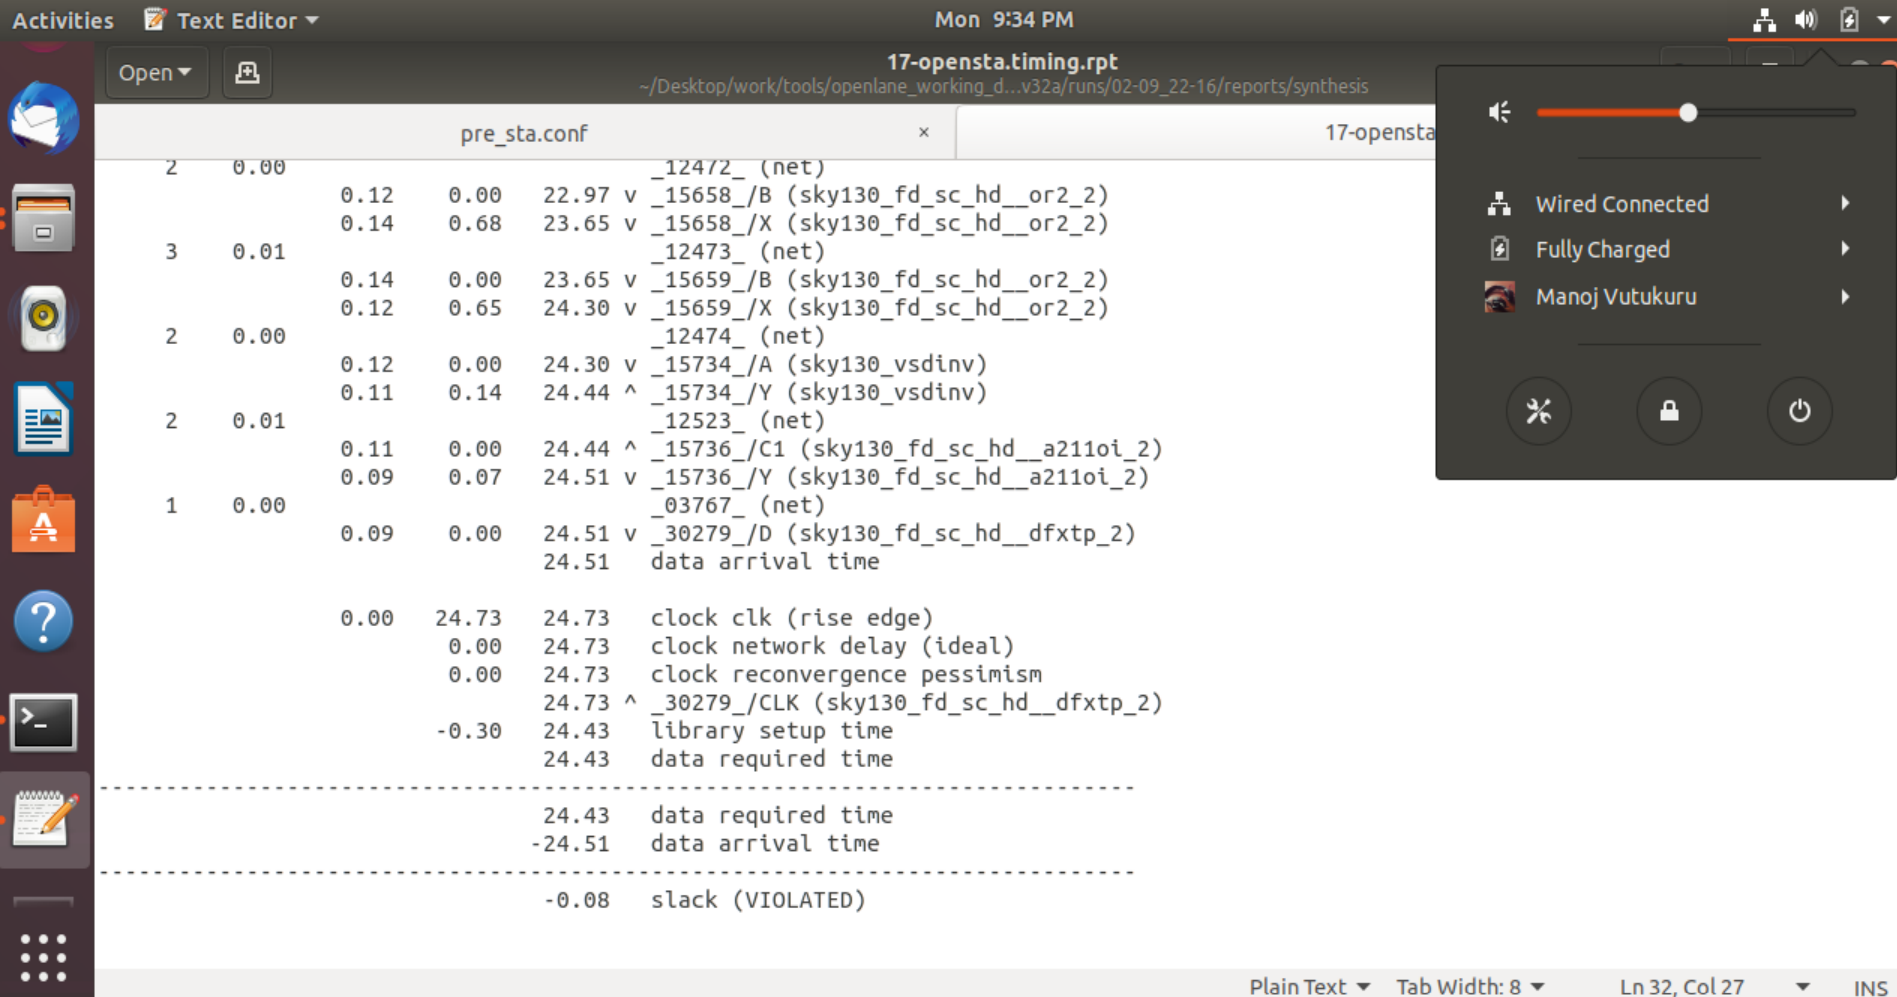 Activities Text Editor Mon 9:34 PM
Open 17-opensta.timing.rpt
~/Desktop/work/tools/openlane_working_d...v32a/runs/02-09_22-16/reports/synthesis
pre_sta.conf × 17-opensta
2 0.00 _12472_ (net)
0.12 0.00 22.97 v _15658_/B (sky130_fd_sc_hd__or2_2)
0.14 0.68 23.65 v _15658_/X (sky130_fd_sc_hd__or2_2)
3 0.01 _12473_ (net)
0.14 0.00 23.65 v _15659_/B (sky130_fd_sc_hd__or2_2)
0.12 0.65 24.30 v _15659_/X (sky130_fd_sc_hd__or2_2)
2 0.00 _12474_ (net)
0.12 0.00 24.30 v _15734_/A (sky130_vsdinv)
0.11 0.14 24.44 ^ _15734_/Y (sky130_vsdinv)
2 0.01 _12523_ (net)
0.11 0.00 24.44 ^ _15736_/C1 (sky130_fd_sc_hd__a211oi_2)
0.09 0.07 24.51 v _15736_/Y (sky130_fd_sc_hd__a211oi_2)
1 0.00 _03767_ (net)
0.09 0.00 24.51 v _30279_/D (sky130_fd_sc_hd__dfxtp_2)
24.51 data arrival time
0.00 24.73 24.73 clock clk (rise edge)
0.00 24.73 clock network delay (ideal)
0.00 24.73 clock reconvergence pessimism
24.73 ^ _30279_/CLK (sky130_fd_sc_hd__dfxtp_2)
-0.30 24.43 library setup time
24.43 data required time
-----------------------------------------------------------------------------
24.43 data required time
-24.51 data arrival time
-----------------------------------------------------------------------------
-0.08 slack (VIOLATED)
Wired Connected
Fully Charged
Manoj Vutukuru
Plain Text Tab Width: 8 Ln 32, Col 27 INS